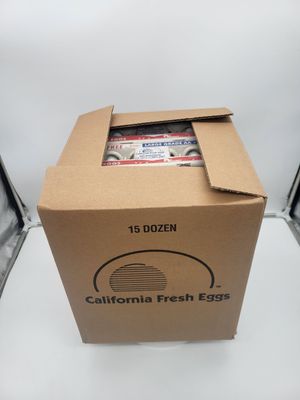 LARGE GRADE AA
15 DOZEN
California Fresh Eggs